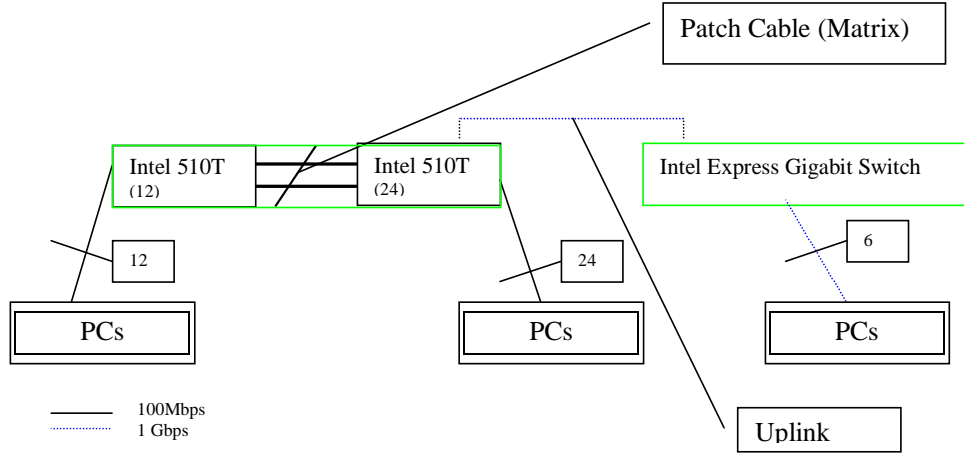 Patch Cable (Matrix)
Intel 510T
(12)
Intel 510T
(24)
Intel Express Gigabit Switch
12
24
6
PCs
PCs
PCs
100Mbps
1 Gbps
Uplink